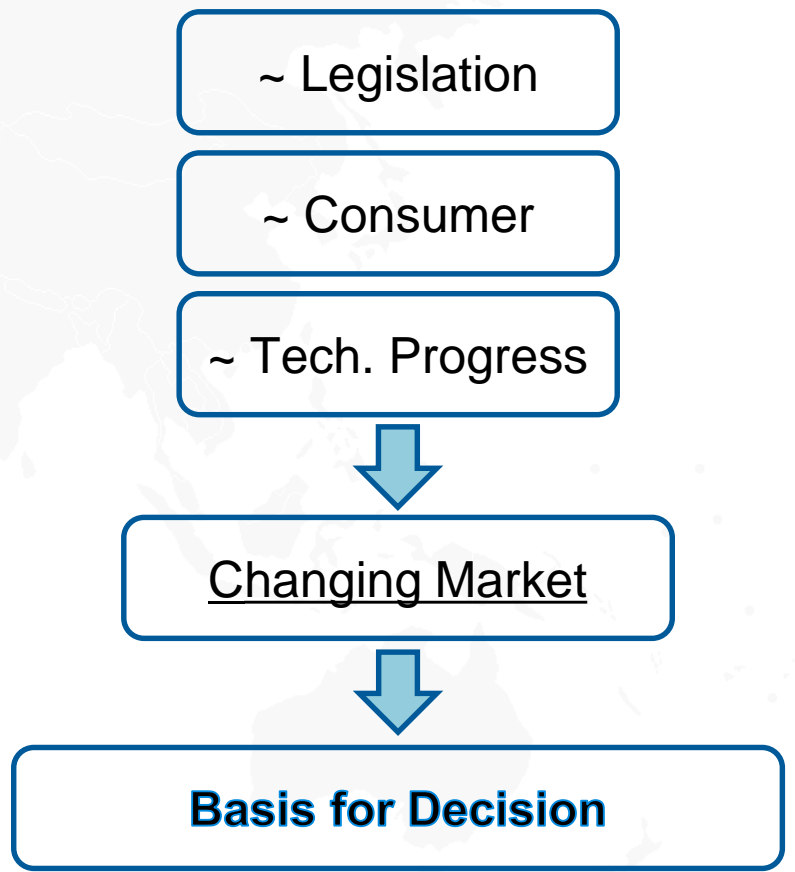 ~ Legislation
~ Consumer
~ Tech. Progress
Changing Market
Basis for Decision